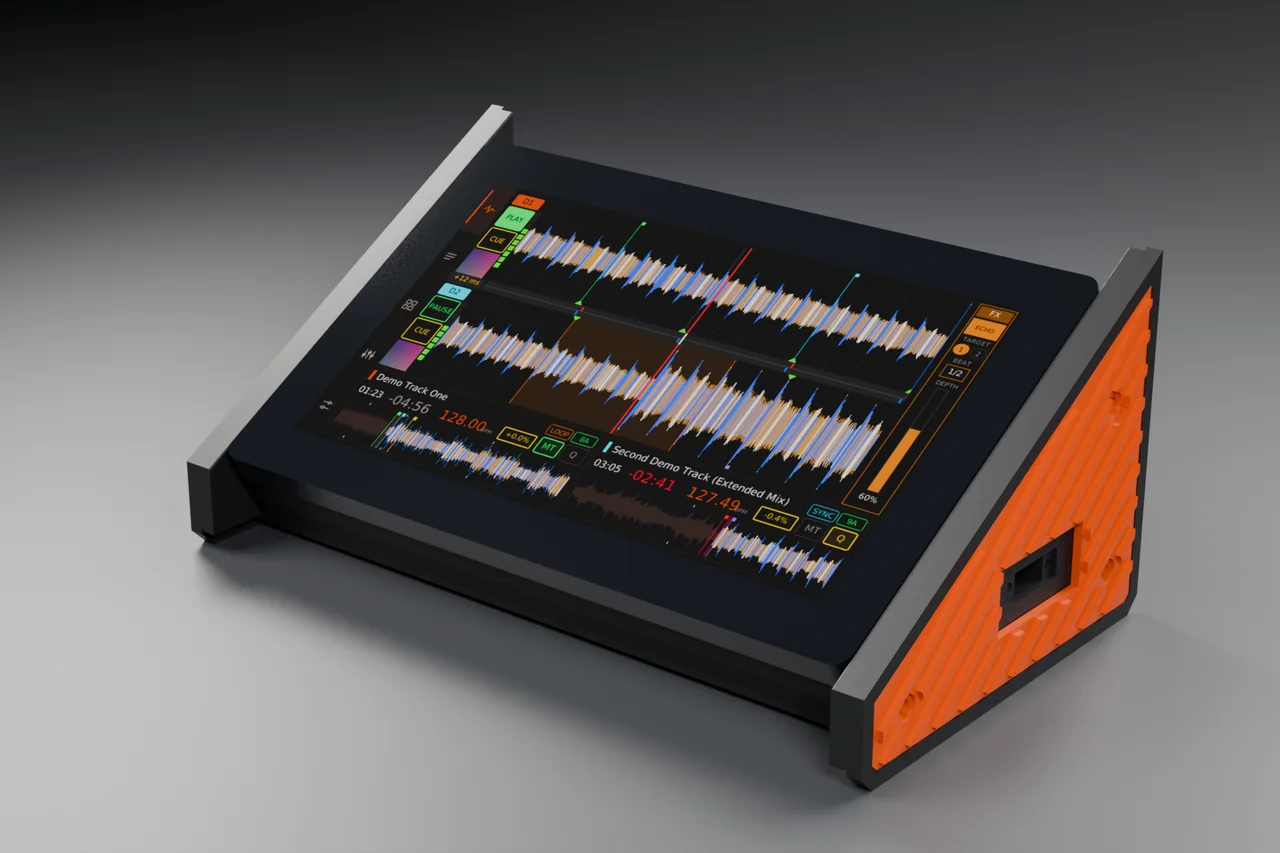 D1
PLAY
CUE
+12 ms
D2
PAUSE
CUE
Demo Track One
01:23 -04:56 128.00
+0.0%
LOOP
8A
MT
Q
Second Demo Track (Extended Mix)
03:05 -02:41 127.49
-0.4%
SYNC
9A
MT
Q
FX
ECHO
TARGET
1 2
BEAT
1/2
DEPTH
60%